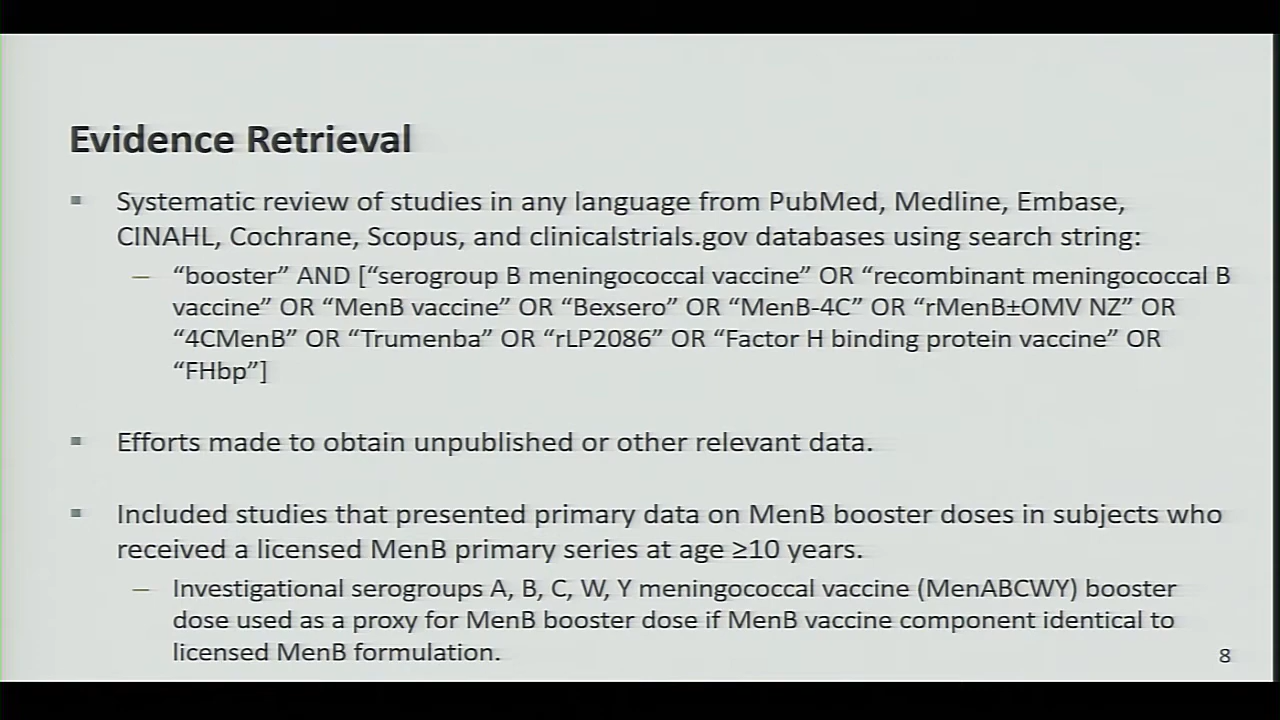 Evidence Retrieval
▪ Systematic review of studies in any language from PubMed, Medline, Embase,
CINAHL, Cochrane, Scopus, and clinicalstrials.gov databases using search string:
– “booster” AND [“serogroup B meningococcal vaccine” OR “recombinant meningococcal B
vaccine” OR “MenB vaccine” OR “Bexsero” OR “MenB-4C” OR “rMenB±OMV NZ” OR
“4CMenB” OR “Trumenba” OR “rLP2086” OR “Factor H binding protein vaccine” OR
“FHbp”]
▪ Efforts made to obtain unpublished or other relevant data.
▪ Included studies that presented primary data on MenB booster doses in subjects who
received a licensed MenB primary series at age ≥10 years.
– Investigational serogroups A, B, C, W, Y meningococcal vaccine (MenABCWY) booster
dose used as a proxy for MenB booster dose if MenB vaccine component identical to
licensed MenB formulation.
8